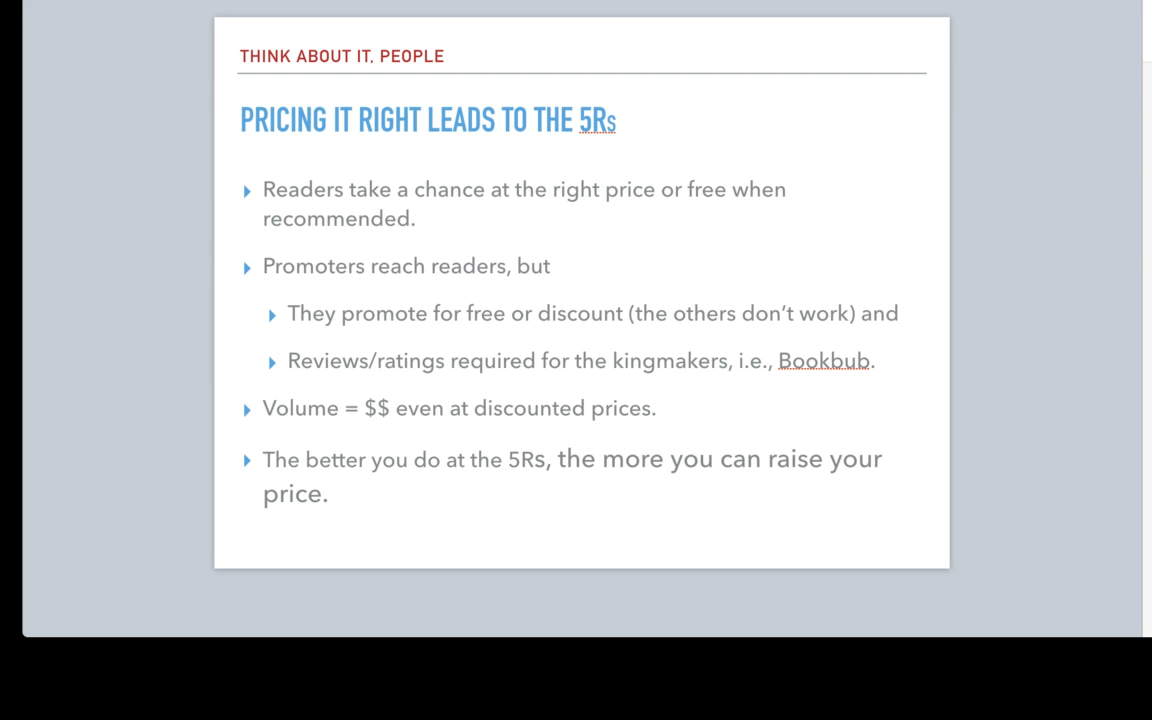 THINK ABOUT IT, PEOPLE
PRICING IT RIGHT LEADS TO THE 5Rs
Readers take a chance at the right price or free when
recommended.
Promoters reach readers, but
They promote for free or discount (the others don’t work) and
Reviews/ratings required for the kingmakers, i.e., Bookbub.
Volume = $$ even at discounted prices.
The better you do at the 5Rs, the more you can raise your
price.